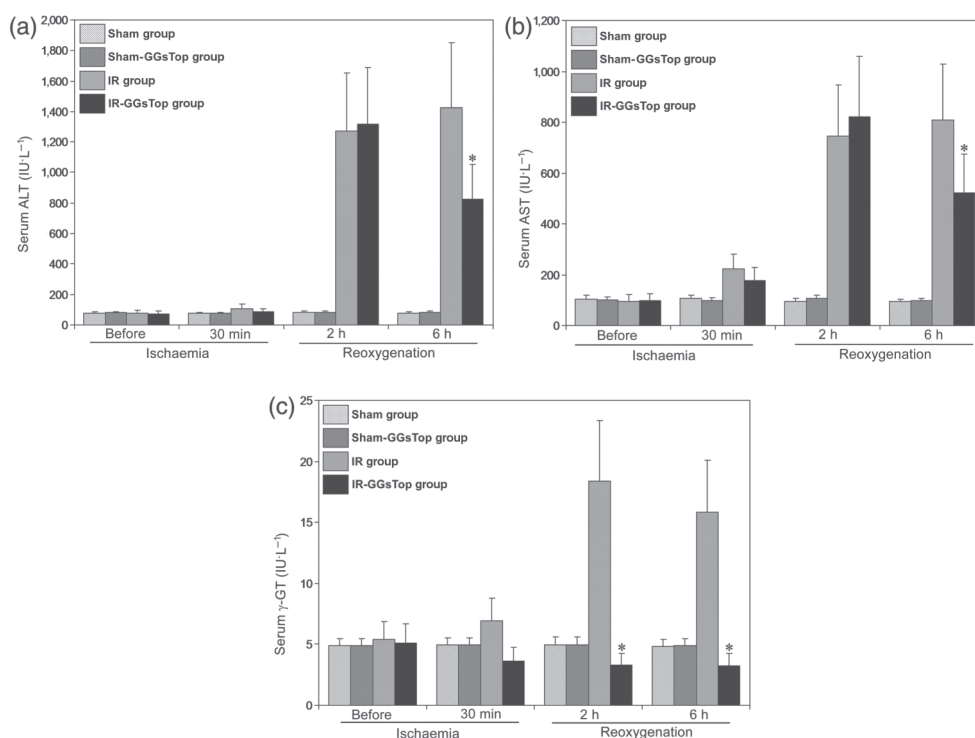 (a)
Serum ALT (IU·L⁻¹)
2,000
1,800
1,600
1,400
1,200
1,000
800
600
400
200
0
Sham group
Sham-GGsTop group
IR group
IR-GGsTop group
*
Before 30 min 2 h 6 h
Ischaemia Reoxygenation
(b)
Serum AST (IU·L⁻¹)
1,200
1,000
800
600
400
200
0
Sham group
Sham-GGsTop group
IR group
IR-GGsTop group
*
Before 30 min 2 h 6 h
Ischaemia Reoxygenation
(c)
Serum γ-GT (IU·L⁻¹)
25
20
15
10
5
0
Sham group
Sham-GGsTop group
IR group
IR-GGsTop group
* *
Before 30 min 2 h 6 h
Ischaemia Reoxygenation